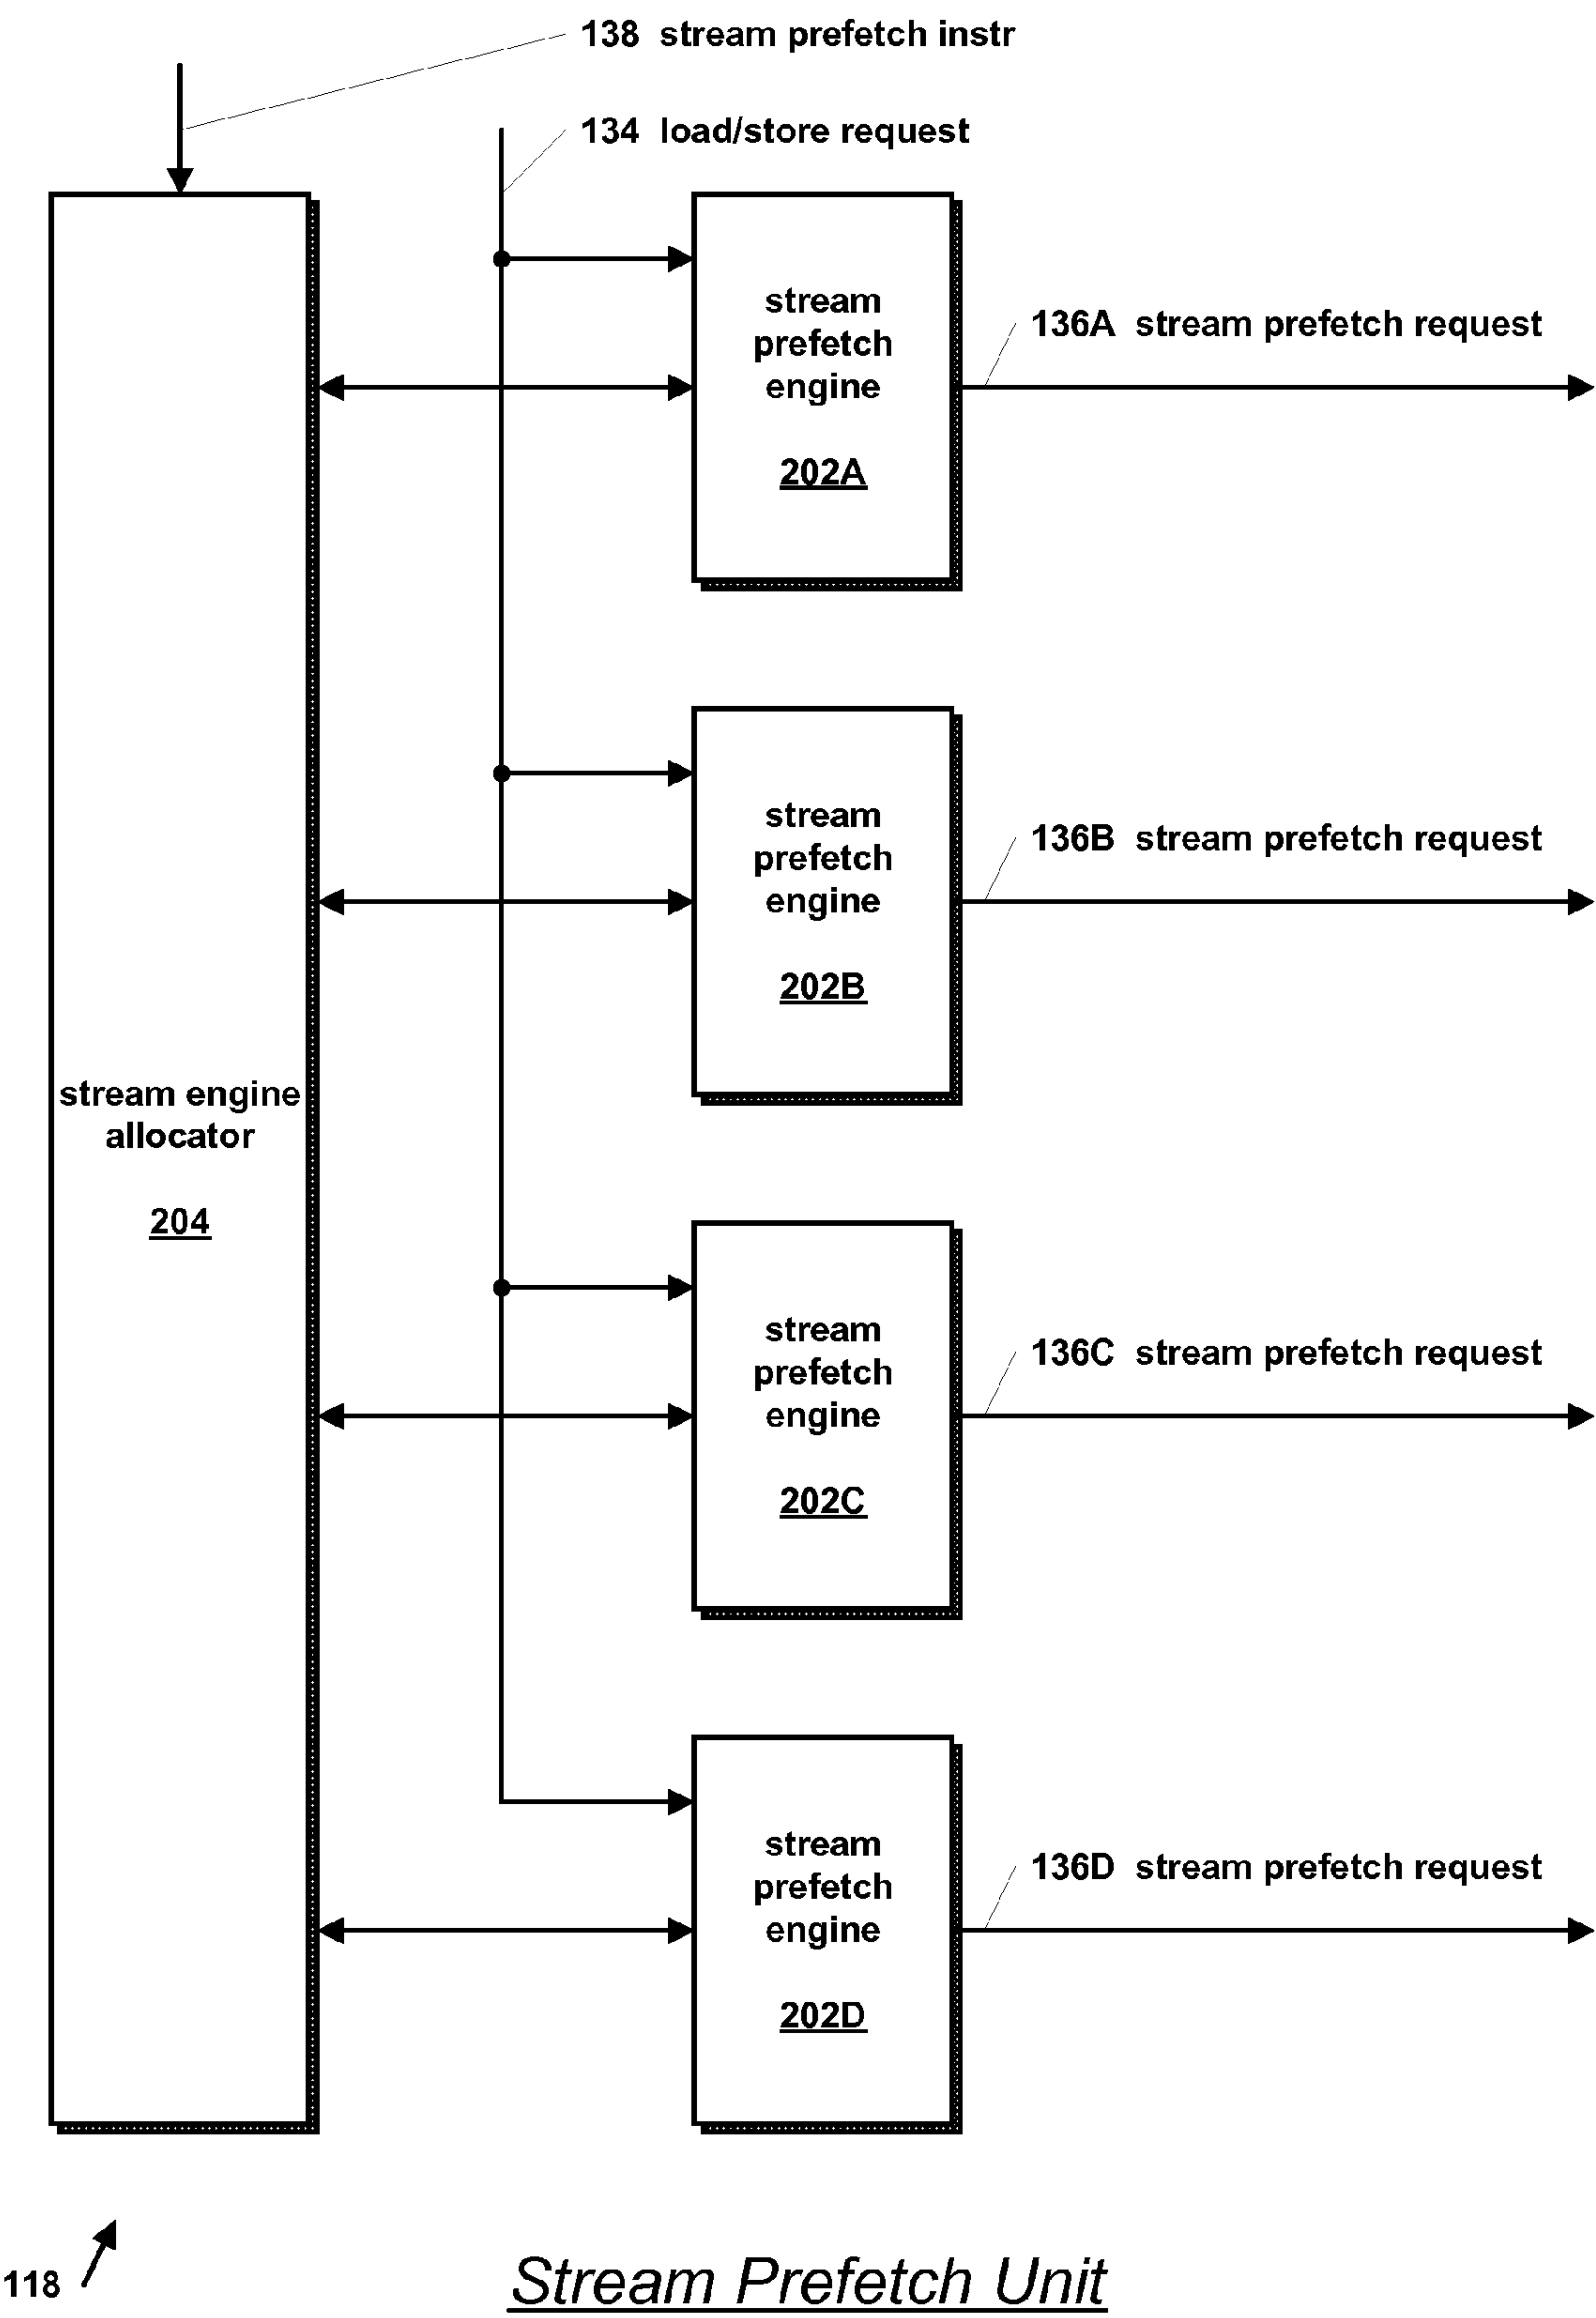 138 stream prefetch instr
134 load/store request
stream
prefetch
engine
202A
136A stream prefetch request
stream
prefetch
engine
202B
136B stream prefetch request
stream engine
allocator
204
stream
prefetch
engine
202C
136C stream prefetch request
stream
prefetch
engine
202D
136D stream prefetch request
118
Stream Prefetch Unit